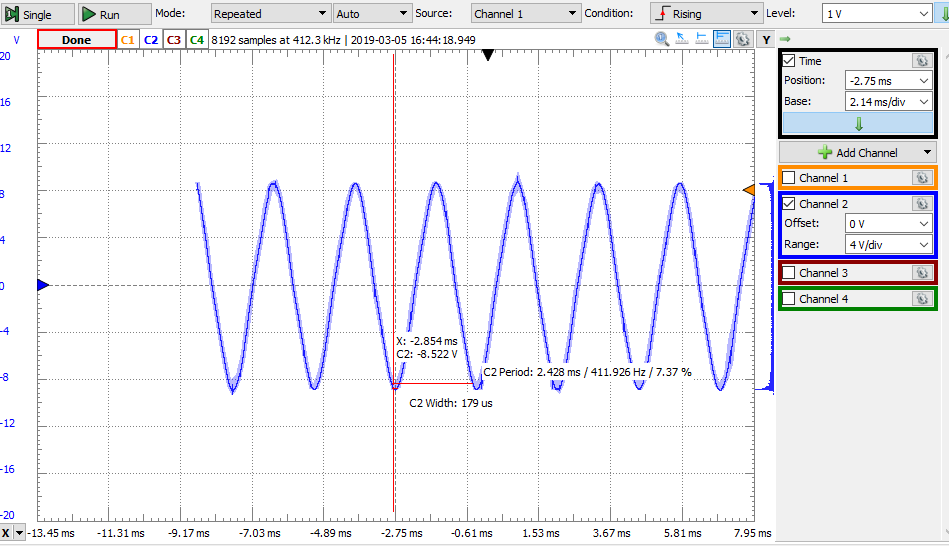 Single Run Mode: Repeated Auto Source: Channel 1 Condition: Rising Level: 1 V
V Done C1 C2 C3 C4 8192 samples at 412.3 kHz | 2019-03-05 16:44:18.949 Y
20
16
12
8
4
0
-4
-8
-12
-16
-20
X: -2.854 ms
C2: -8.522 V
C2 Period: 2.428 ms / 411.926 Hz / 7.37 %
C2 Width: 179 us
X -13.45 ms -11.31 ms -9.17 ms -7.03 ms -4.89 ms -2.75 ms -0.61 ms 1.53 ms 3.67 ms 5.81 ms 7.95 ms
Time
Position: -2.75 ms
Base: 2.14 ms/div
Add Channel
Channel 1
Channel 2
Offset: 0 V
Range: 4 V/div
Channel 3
Channel 4